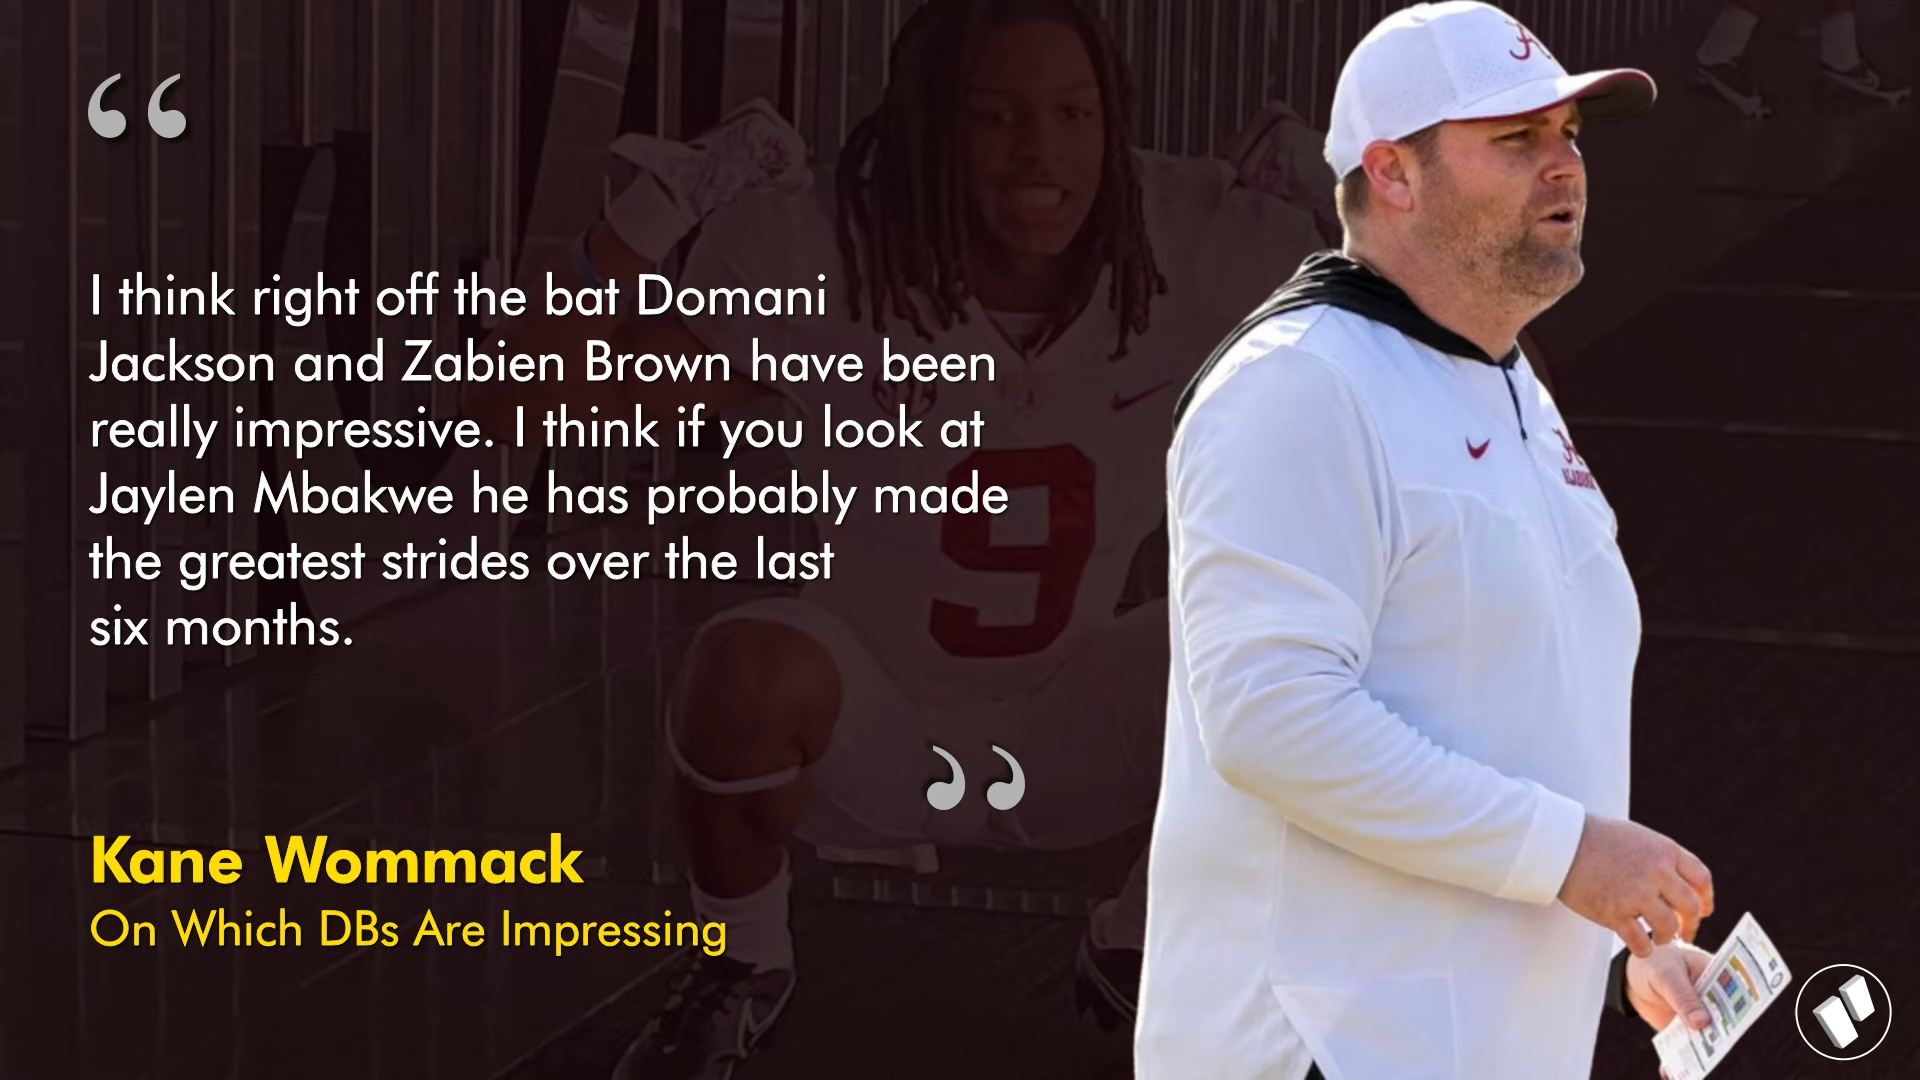 “
I think right off the bat Domani
Jackson and Zabien Brown have been
really impressive. I think if you look at
Jaylen Mbakwe he has probably made
the greatest strides over the last
six months.
”
Kane Wommack
On Which DBs Are Impressing
9